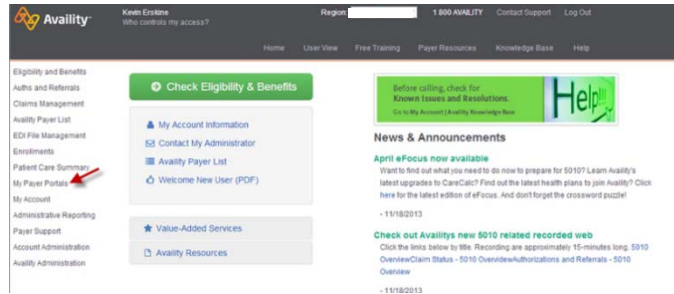 Availity
Kevin Erskine
Who controls my access?
Region:
1 800 AVAILITY
Contact Support
Log Out
Home
User View
Free Training
Payer Resources
Knowledge Base
Help
Eligibility and Benefits
Auths and Referrals
Claims Management
Availity Payer List
EDI File Management
Enrollments
Patient Care Summary
My Payer Portals
My Account
Administrative Reporting
Payer Support
Account Administration
Availity Administration
Check Eligibility & Benefits
My Account Information
Contact My Administrator
Availity Payer List
Welcome New User (PDF)
Value-Added Services
Availity Resources
Before calling, check for
Known Issues and Resolutions.
Go to My Account | Availity Knowledge Base
Help!!!
News & Announcements
April eFocus now available
Want to find out what you need to do now to prepare for 5010? Learn Availity's
latest upgrades to CareCalc? Find out the latest health plans to join Availity? Click
here for the latest edition of eFocus. And don't forget the crossword puzzle!
- 11/18/2013
Check out Availitys new 5010 related recorded web
Click the links below by title. Recording are approximately 15-minutes long. 5010
OverviewClaim Status - 5010 OvervidewAuthorizations and Referrals - 5010
Overview
- 11/18/2013